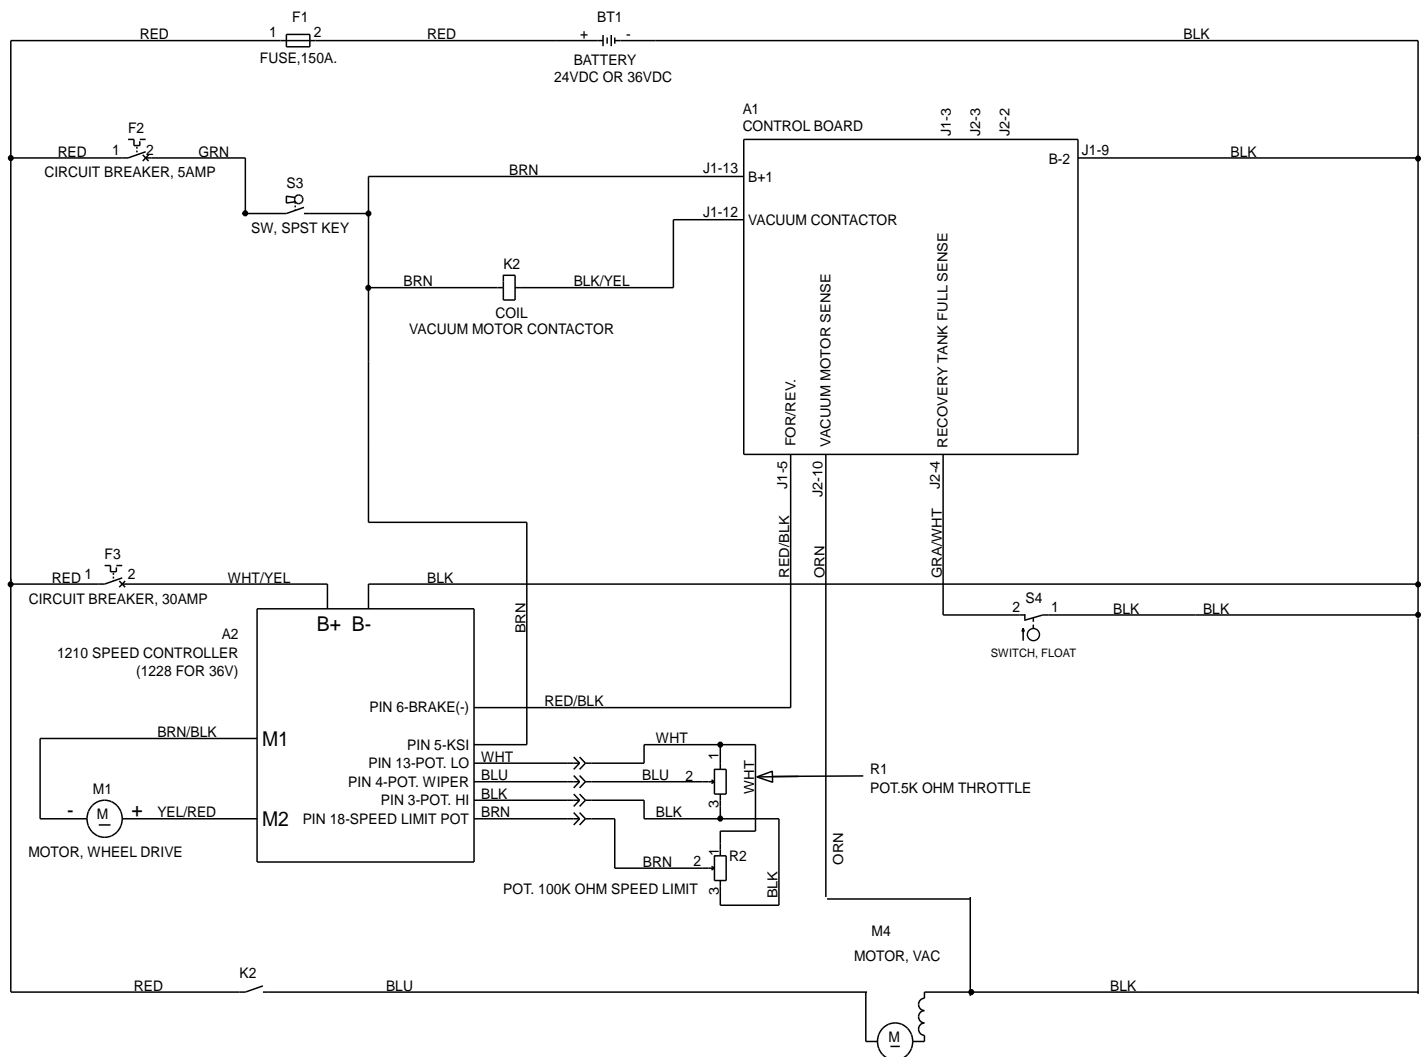 F1
BT1
RED
1
2
RED
+
-
BLK
FUSE,150A.
BATTERY
24VDC OR 36VDC
A1
CONTROL BOARD
J1-3
J2-3
J2-2
F2
RED
1
2
GRN
CIRCUIT BREAKER, 5AMP
B-2
J1-9
BLK
S3
SW, SPST KEY
BRN
J1-13
B+1
J1-12
VACUUM CONTACTOR
K2
BRN
BLK/YEL
COIL
VACUUM MOTOR CONTACTOR
FOR/REV.
VACUUM MOTOR SENSE
RECOVERY TANK FULL SENSE
J1-5
J2-10
J2-4
RED/BLK
ORN
GRA/WHT
F3
RED
1
2
WHT/YEL
BLK
CIRCUIT BREAKER, 30AMP
BRN
S4
2
1
BLK
BLK
SWITCH, FLOAT
B+
B-
A2
1210 SPEED CONTROLLER
(1228 FOR 36V)
PIN 6-BRAKE(-)
RED/BLK
BRN/BLK
M1
PIN 5-KSI
PIN 13-POT. LO
WHT
WHT
PIN 4-POT. WIPER
BLU
BLU
2
1
3
WHT
R1
POT.5K OHM THROTTLE
PIN 3-POT. HI
BLK
BLK
PIN 18-SPEED LIMIT POT
BRN
M1
-
M
+
YEL/RED
M2
MOTOR, WHEEL DRIVE
BRN
2
1
3
R2
BLK
POT. 100K OHM SPEED LIMIT
ORN
M4
MOTOR, VAC
RED
K2
BLU
BLK
M